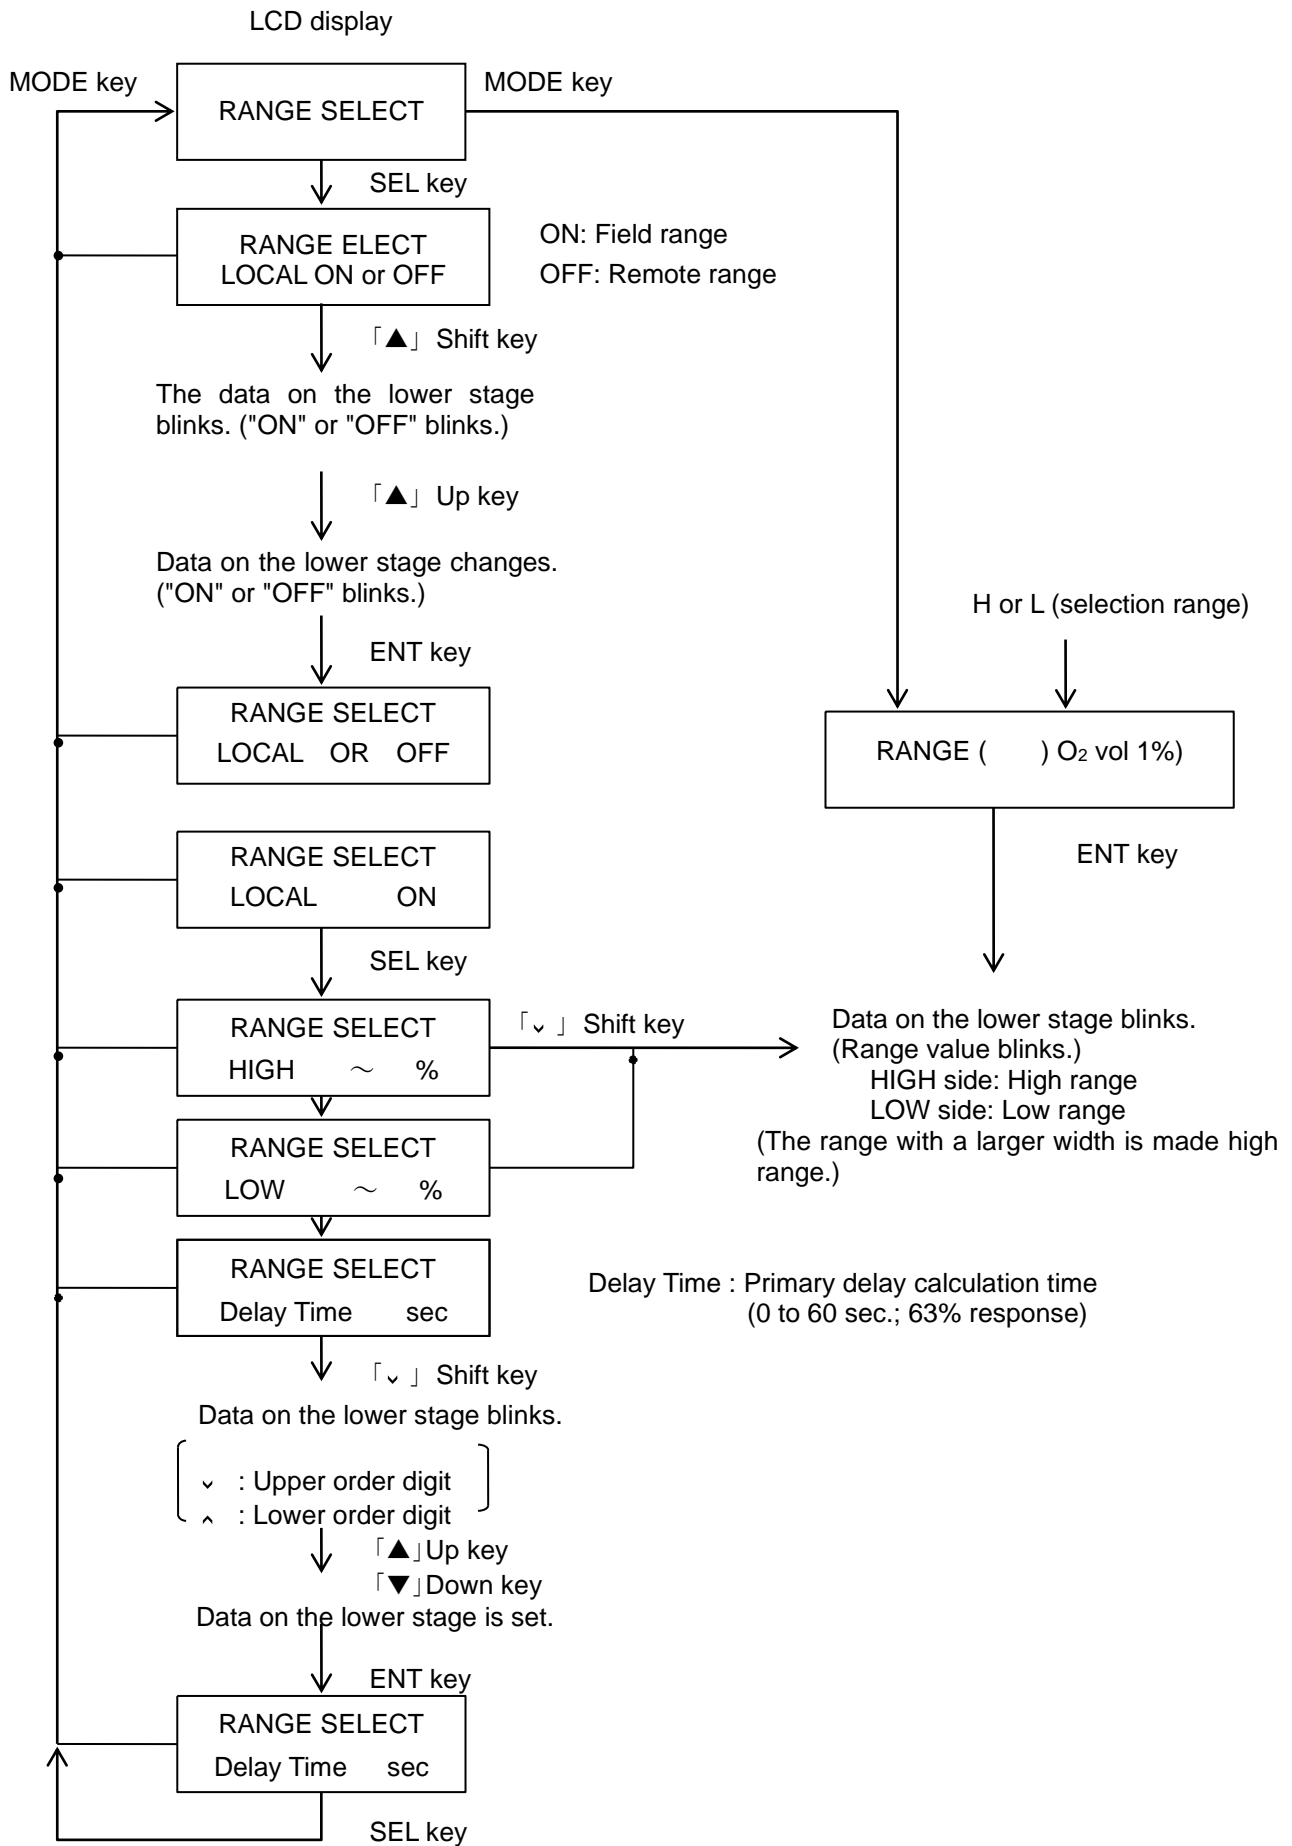 LCD display
MODE key
MODE key
RANGE SELECT
SEL key
RANGE ELECT
LOCAL ON or OFF
ON: Field range
OFF: Remote range
「▲」 Shift key
The data on the lower stage
blinks. ("ON" or "OFF" blinks.)
「▲」 Up key
Data on the lower stage changes.
("ON" or "OFF" blinks.)
ENT key
H or L (selection range)
RANGE SELECT
LOCAL OR OFF
RANGE ( ) O₂ vol 1%)
ENT key
RANGE SELECT
LOCAL ON
SEL key
RANGE SELECT
HIGH ～ %
「⌄」 Shift key
Data on the lower stage blinks.
(Range value blinks.)
HIGH side: High range
LOW side: Low range
(The range with a larger width is made high
range.)
RANGE SELECT
LOW ～ %
RANGE SELECT
Delay Time sec
Delay Time : Primary delay calculation time
(0 to 60 sec.; 63% response)
「⌄」 Shift key
Data on the lower stage blinks.
⌄ : Upper order digit
⌃ : Lower order digit
「▲」Up key
「▼」Down key
Data on the lower stage is set.
ENT key
RANGE SELECT
Delay Time sec
SEL key